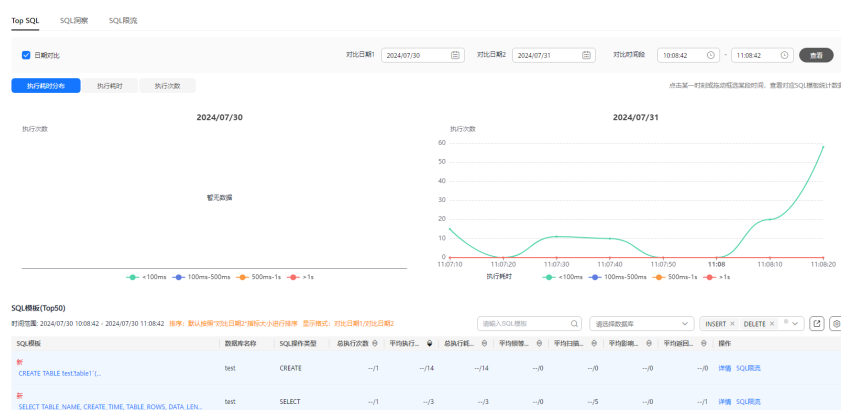 Top SQL SQL洞察 SQL限流
日期对比 对比日期1 2024/07/30 对比日期2 2024/07/31 对比时间段 10:08:42 - 11:08:42 查看
执行耗时分布 执行耗时 执行次数 点击某一时刻或拖动框选某段时间，查看对应SQL模板统计数据
2024/07/30 2024/07/31
执行次数 执行次数
60
50
40
暂无数据
30
20
10
0
11:07:10 11:07:20 11:07:30 11:07:40 11:07:50 11:08 11:08:10 11:08:20
<100ms 100ms-500ms 500ms-1s >1s 执行耗时 <100ms 100ms-500ms 500ms-1s >1s
SQL模板(Top50)
时间范围: 2024/07/30 10:08:42 - 2024/07/30 11:08:42 排序：默认按照"对比日期2"指标大小进行排序 显示格式：对比日期1/对比日期2 请输入SQL模板 请选择数据库 INSERT × DELETE ×
SQL模板 数据库名称 SQL操作类型 总执行次数 平均执行... 总执行耗... 平均锁等... 平均扫描... 平均影响... 平均返回... 操作
新
CREATE TABLE test.table1`(... test CREATE --/1 --/14 --/14 --/0 --/0 --/0 --/0 详情 SQL限流
新
SELECT TABLE_NAME, CREATE_TIME, TABLE_ROWS, DATA_LEN... test SELECT --/1 --/3 --/3 --/0 --/5 --/0 --/1 详情 SQL限流